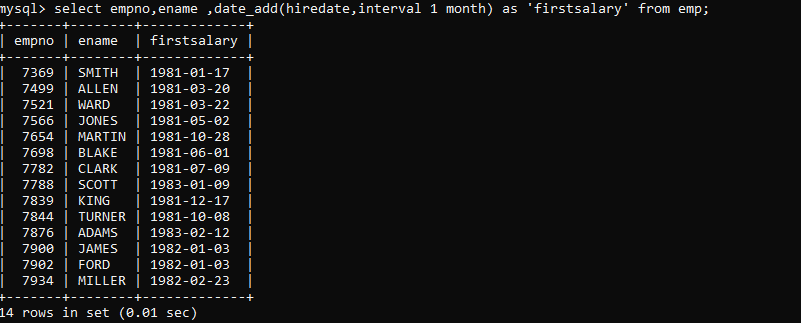 mysql> select empno,ename ,date_add(hiredate,interval 1 month) as 'firstsalary' from emp;
+-------+--------+-------------+
| empno | ename  | firstsalary |
+-------+--------+-------------+
|  7369 | SMITH  | 1981-01-17  |
|  7499 | ALLEN  | 1981-03-20  |
|  7521 | WARD   | 1981-03-22  |
|  7566 | JONES  | 1981-05-02  |
|  7654 | MARTIN | 1981-10-28  |
|  7698 | BLAKE  | 1981-06-01  |
|  7782 | CLARK  | 1981-07-09  |
|  7788 | SCOTT  | 1983-01-09  |
|  7839 | KING   | 1981-12-17  |
|  7844 | TURNER | 1981-10-08  |
|  7876 | ADAMS  | 1983-02-12  |
|  7900 | JAMES  | 1982-01-03  |
|  7902 | FORD   | 1982-01-03  |
|  7934 | MILLER | 1982-02-23  |
+-------+--------+-------------+
14 rows in set (0.01 sec)